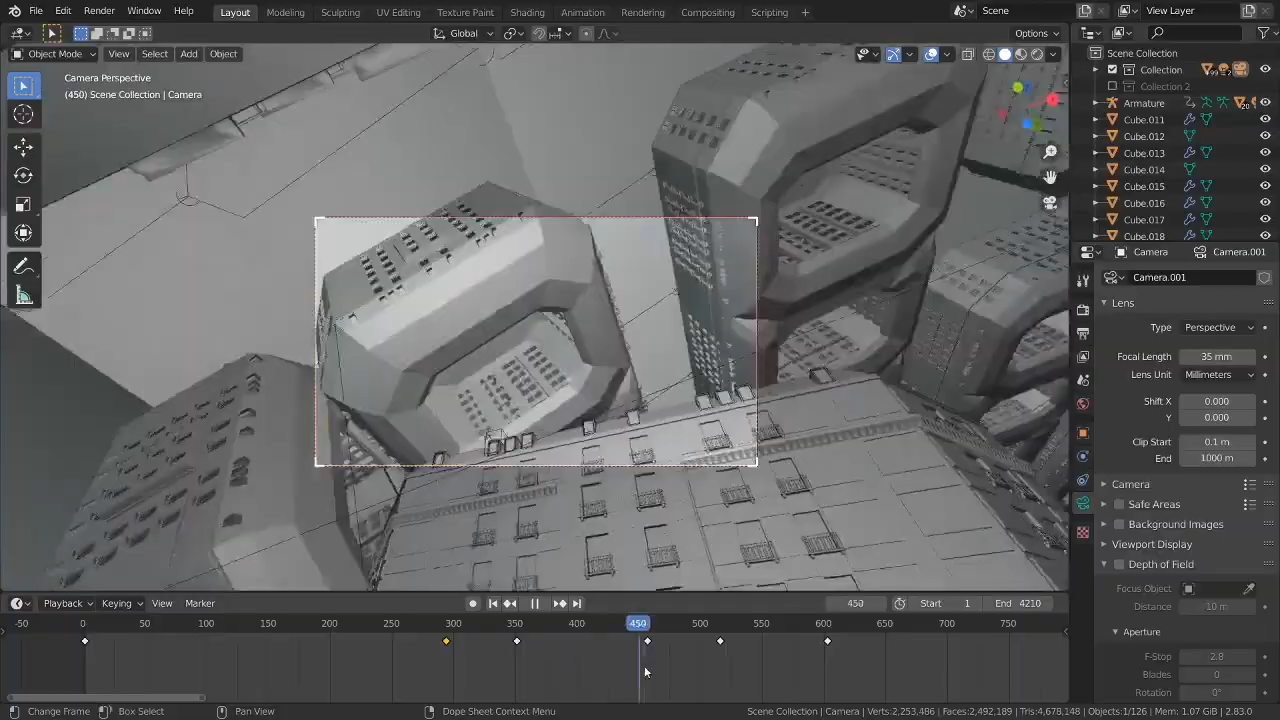 File Edit Render Window Help Layout Modeling Sculpting UV Editing Texture Paint Shading Animation Rendering Compositing Scripting + Scene View Layer
Global Options
Object Mode View Select Add Object
Camera Perspective
(450) Scene Collection | Camera
Scene Collection
Collection
Collection 2
Armature
Cube.011
Cube.012
Cube.013
Cube.014
Cube.015
Cube.016
Cube.017
Cube.018
Camera Camera.001
Camera.001
Lens
Type Perspective
Focal Length 35 mm
Lens Unit Millimeters
Shift X 0.000
Y 0.000
Clip Start 0.1 m
End 1000 m
Camera
Safe Areas
Background Images
Viewport Display
Depth of Field
Focus Object
Distance 10 m
Aperture
F-Stop 2.8
Blades 0
Rotation 0°
Playback Keying View Marker 450 Start 1 End 4210
-50 0 50 100 150 200 250 300 350 400 450 500 550 600 650 700 750
Change Frame Box Select Pan View Dope Sheet Context Menu Scene Collection | Camera | Verts:2,253,486 | Faces:2,492,189 | Tris:4,678,148 | Objects:1/126 | Mem: 1.07 GiB | 2.83.0